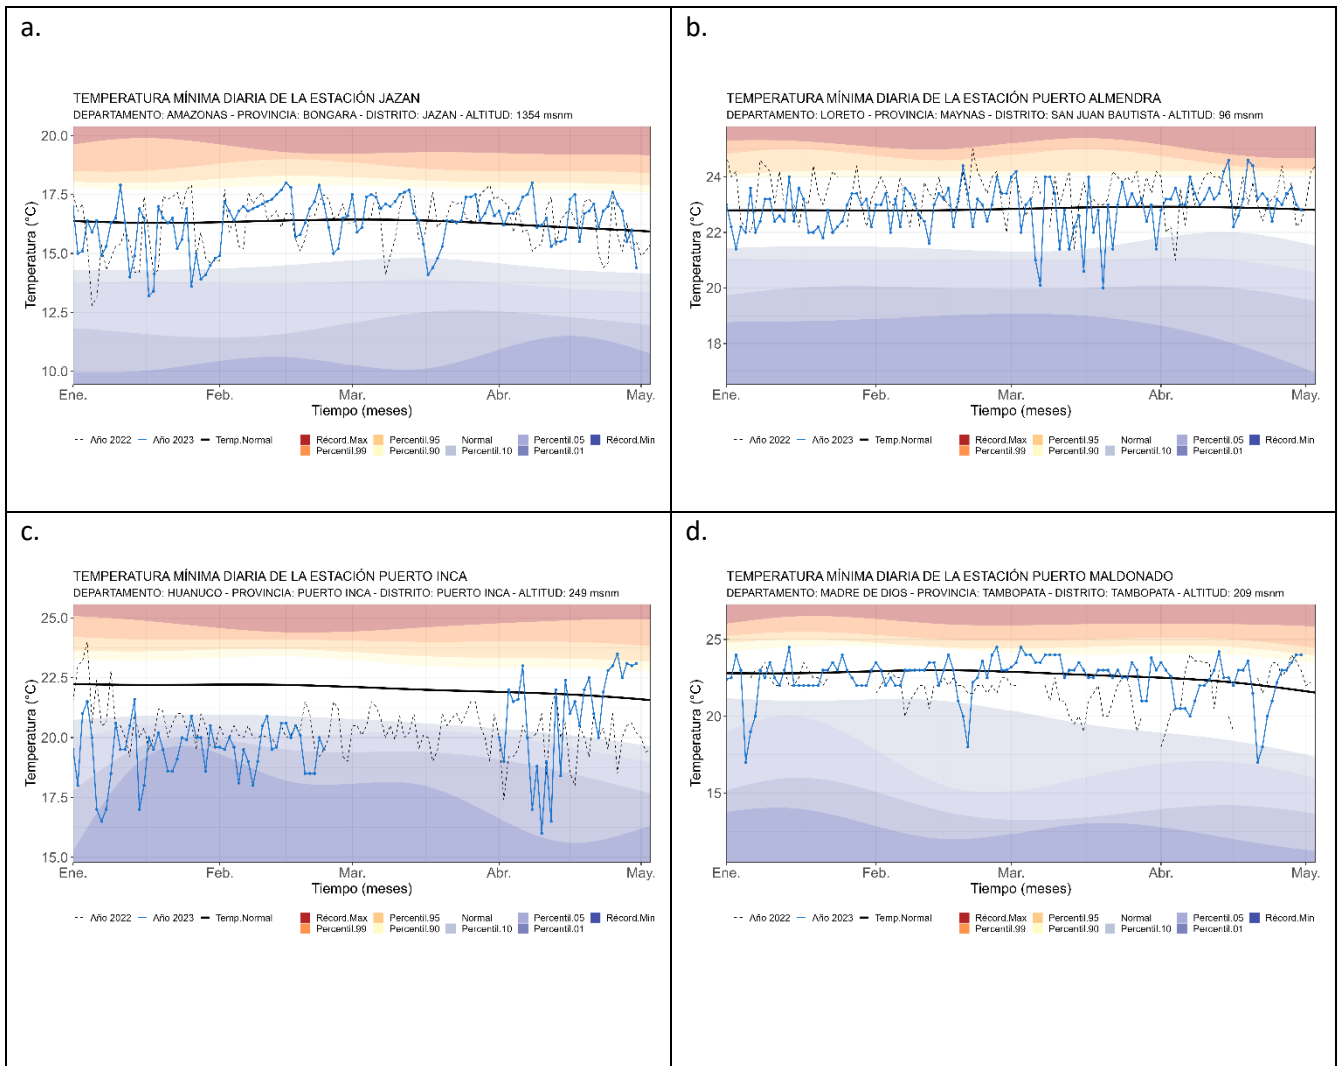 a.
TEMPERATURA MÍNIMA DIARIA DE LA ESTACIÓN JAZAN
DEPARTAMENTO: AMAZONAS - PROVINCIA: BONGARA - DISTRITO: JAZAN - ALTITUD: 1354 msnm
Temperatura (°C)
20.0
17.5
15.0
12.5
10.0
Ene. Feb. Mar. Abr. May.
Tiempo (meses)
Año 2022 Año 2023 Temp.Normal
Récord.Max Percentil.95 Normal Percentil.05 Récord.Min
Percentil.99 Percentil.90 Percentil.10 Percentil.01
b.
TEMPERATURA MÍNIMA DIARIA DE LA ESTACIÓN PUERTO ALMENDRA
DEPARTAMENTO: LORETO - PROVINCIA: MAYNAS - DISTRITO: SAN JUAN BAUTISTA - ALTITUD: 96 msnm
Temperatura (°C)
24
22
20
18
Ene. Feb. Mar. Abr. May.
Tiempo (meses)
Año 2022 Año 2023 Temp.Normal
Récord.Max Percentil.95 Normal Percentil.05 Récord.Min
Percentil.99 Percentil.90 Percentil.10 Percentil.01
c.
TEMPERATURA MÍNIMA DIARIA DE LA ESTACIÓN PUERTO INCA
DEPARTAMENTO: HUANUCO - PROVINCIA: PUERTO INCA - DISTRITO: PUERTO INCA - ALTITUD: 249 msnm
Temperatura (°C)
25.0
22.5
20.0
17.5
15.0
Ene. Feb. Mar. Abr. May.
Tiempo (meses)
Año 2022 Año 2023 Temp.Normal
Récord.Max Percentil.95 Normal Percentil.05 Récord.Min
Percentil.99 Percentil.90 Percentil.10 Percentil.01
d.
TEMPERATURA MÍNIMA DIARIA DE LA ESTACIÓN PUERTO MALDONADO
DEPARTAMENTO: MADRE DE DIOS - PROVINCIA: TAMBOPATA - DISTRITO: TAMBOPATA - ALTITUD: 209 msnm
Temperatura (°C)
25
20
15
Ene. Feb. Mar. Abr. May.
Tiempo (meses)
Año 2022 Año 2023 Temp.Normal
Récord.Max Percentil.95 Normal Percentil.05 Récord.Min
Percentil.99 Percentil.90 Percentil.10 Percentil.01